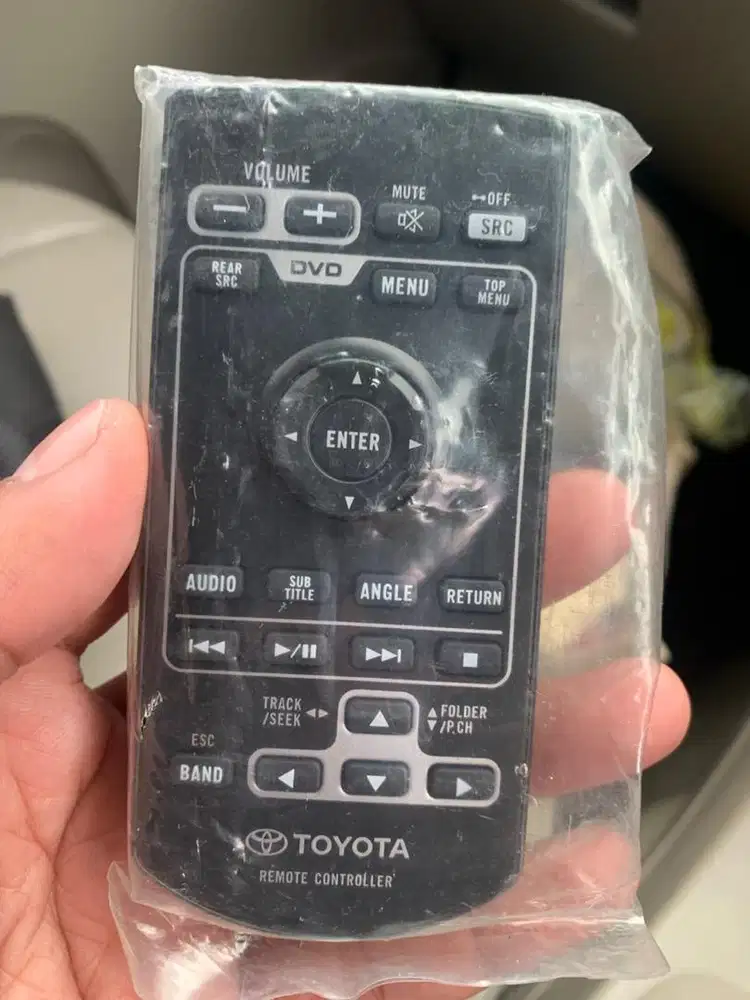 VOLUME
MUTE
OFF
SRC
REAR
SRC
DVD
MENU
TOP
MENU
ENTER
AUDIO
SUB
TITLE
ANGLE
RETURN
TRACK
/SEEK
FOLDER
/P.CH
ESC
BAND
TOYOTA
REMOTE CONTROLLER